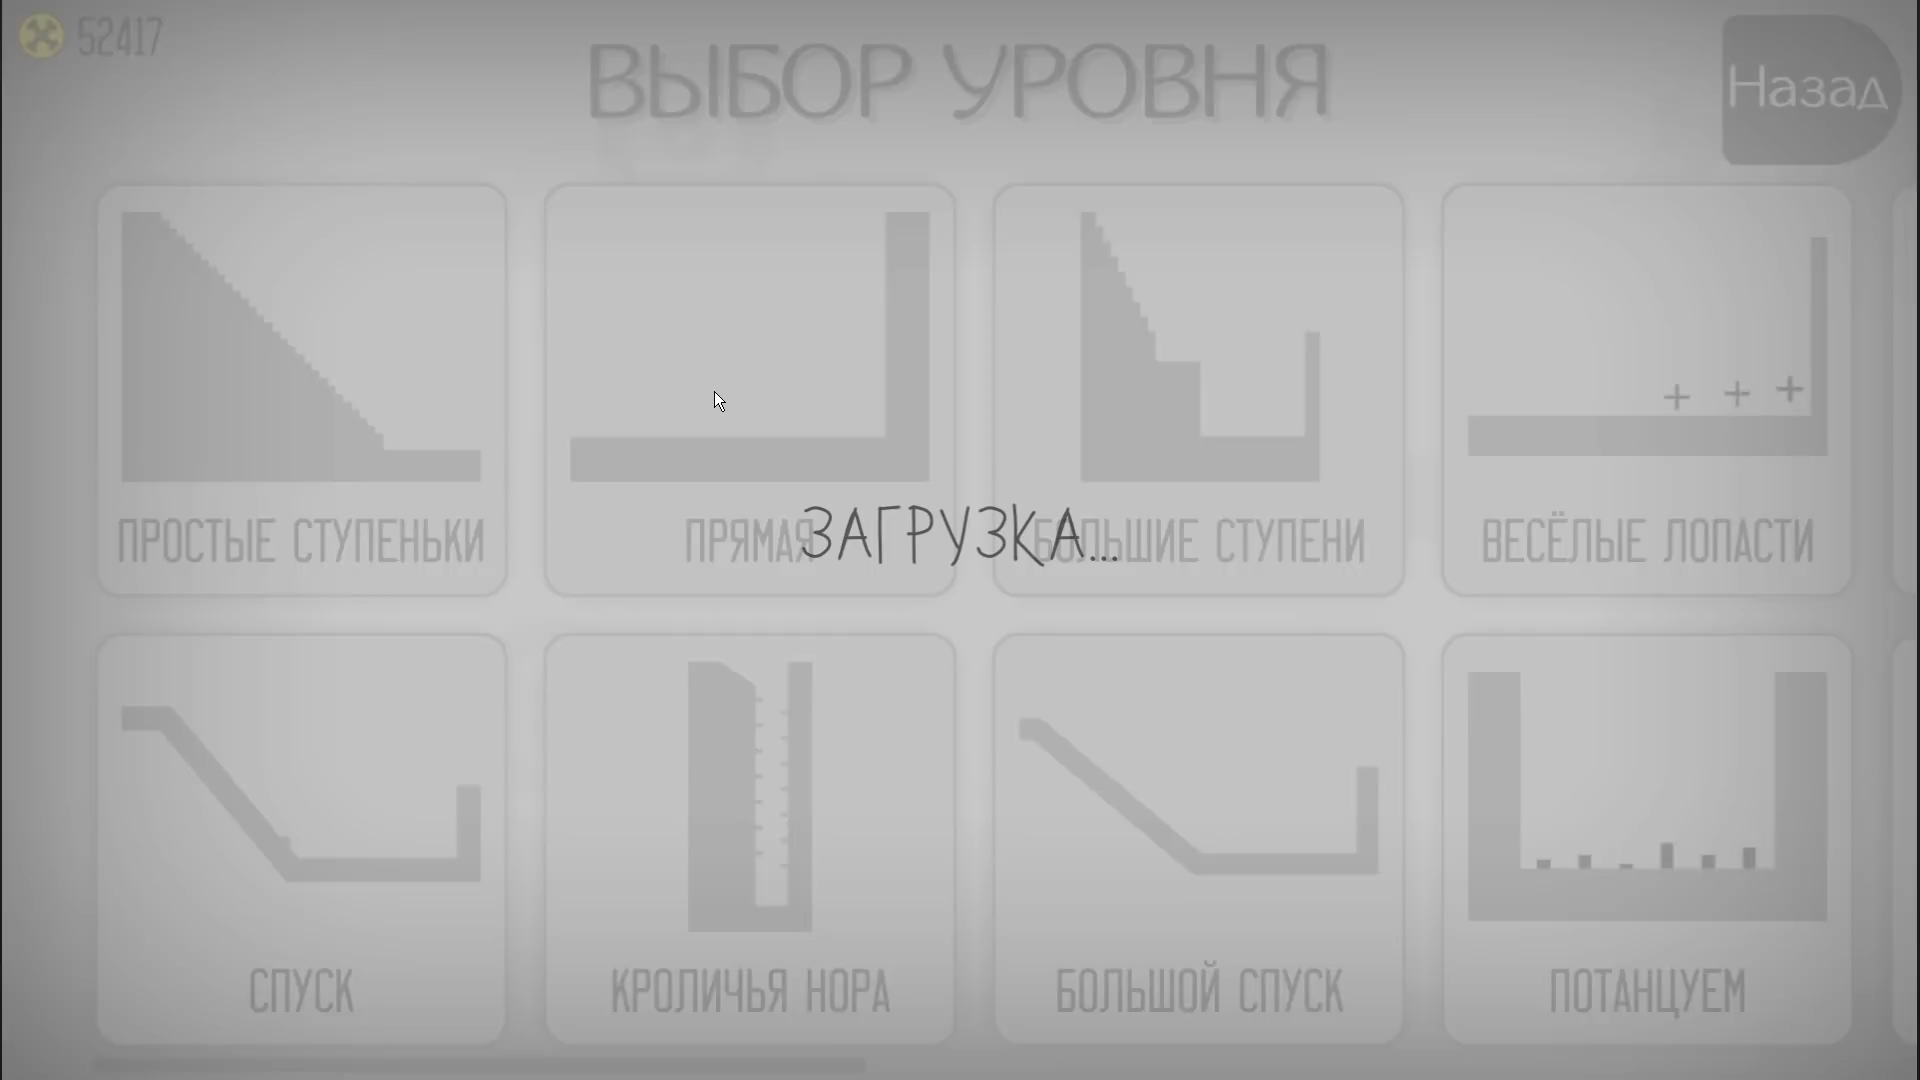 52417
ВЫБОР УРОВНЯ
Назад
ПРОСТЫЕ СТУПЕНЬКИ
ПРЯМАЯ
БОЛЬШИЕ СТУПЕНИ
ВЕСЁЛЫЕ ЛОПАСТИ
ЗАГРУЗКА...
СПУСК
КРОЛИЧЬЯ НОРА
БОЛЬШОЙ СПУСК
ПОТАНЦУЕМ